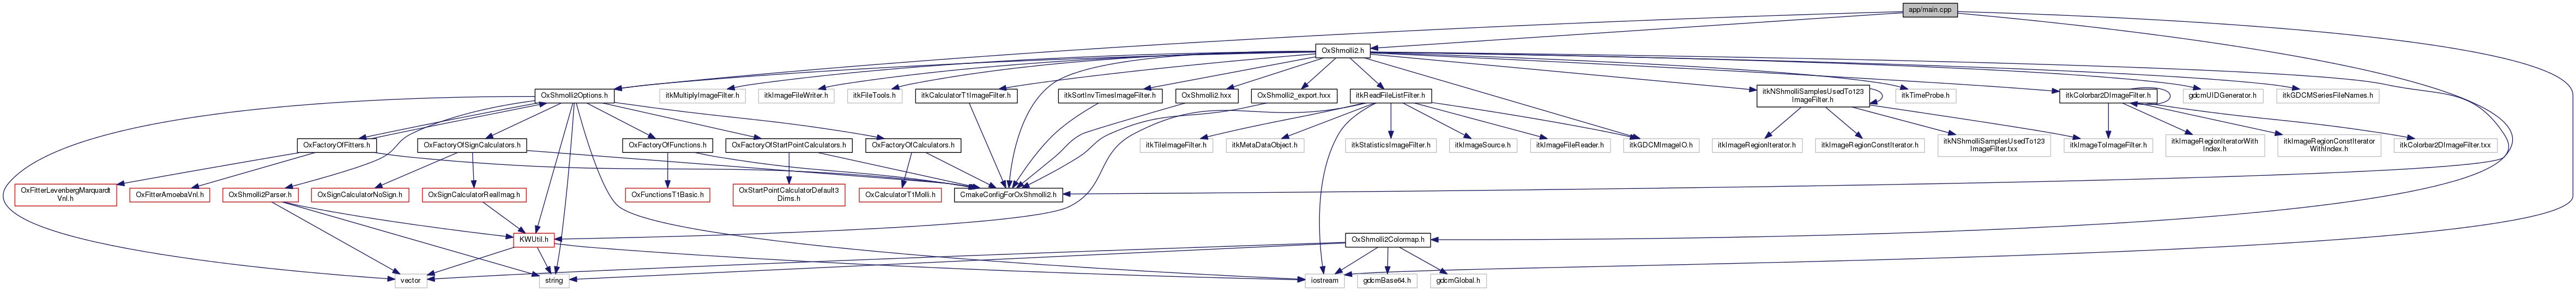 app/main.cpp
OxShmolli2.h
OxShmolli2Options.h
itkMultiplyImageFilter.h
itkImageFileWriter.h
itkFileTools.h
itkCalculatorT1ImageFilter.h
itkSortInvTimesImageFilter.h
OxShmolli2.hxx
OxShmolli2_export.hxx
itkReadFileListFilter.h
itkNShmolliSamplesUsedTo123
ImageFilter.h
itkTimeProbe.h
itkColorbar2DImageFilter.h
gdcmUIDGenerator.h
itkGDCMSeriesFileNames.h
OxFactoryOfFitters.h
OxFactoryOfSignCalculators.h
OxFactoryOfFunctions.h
OxFactoryOfStartPointCalculators.h
OxFactoryOfCalculators.h
itkTileImageFilter.h
itkMetaDataObject.h
itkStatisticsImageFilter.h
itkImageSource.h
itkImageFileReader.h
itkGDCMImageIO.h
itkImageRegionIterator.h
itkImageRegionConstIterator.h
itkNShmolliSamplesUsedTo123
ImageFilter.txx
itkImageToImageFilter.h
itkImageRegionIteratorWith
Index.h
itkImageRegionConstIterator
WithIndex.h
itkColorbar2DImageFilter.txx
OxFitterLevenbergMarquardt
Vnl.h
OxFitterAmoebaVnl.h
OxShmolli2Parser.h
OxSignCalculatorNoSign.h
OxSignCalculatorRealImag.h
OxFunctionsT1Basic.h
OxStartPointCalculatorDefault3
Dims.h
OxCalculatorT1Molli.h
CmakeConfigForOxShmolli2.h
KWUtil.h
OxShmolli2Colormap.h
vector
string
iostream
gdcmBase64.h
gdcmGlobal.h